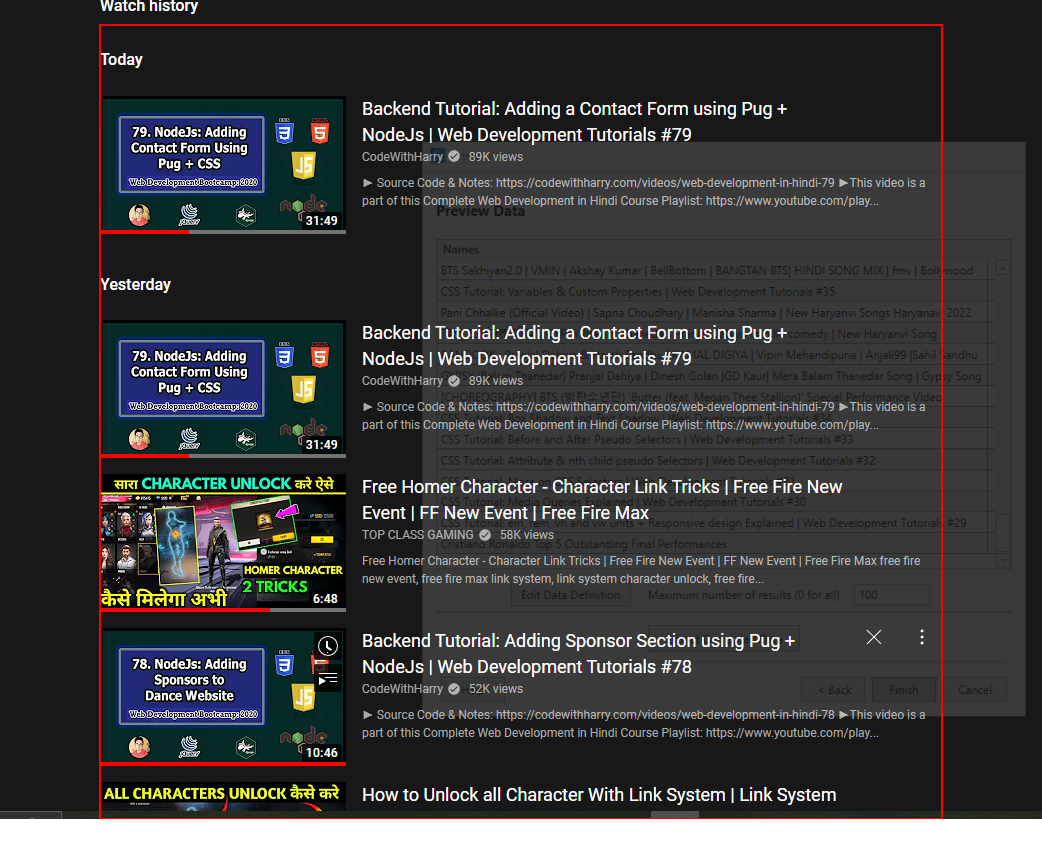 Watch history
Today
79. NodeJs: Adding
Contact Form Using
Pug + CSS
Web Development Bootcamp: 2020
31:49
Backend Tutorial: Adding a Contact Form using Pug +
NodeJs | Web Development Tutorials #79
CodeWithHarry 89K views
►Source Code & Notes: https://codewithharry.com/videos/web-development-in-hindi-79 ►This video is a
part of this Complete Web Development in Hindi Course Playlist: https://www.youtube.com/play...
Preview Data
Names
BTS Sakhiyan2.0 | VMIN | Akshay Kumar | BellBottom | BANGTAN BTS| HINDI SONG MIX | fmv | Bollywood
CSS Tutorial: Variables & Custom Properties | Web Development Tutorials #35
Pani Chhalke (Official Video) | Sapna Choudhary | Manisha Sharma | New Haryanvi Songs Haryanavi 2022
comedy | New Haryanvi Song
DIGIYA | Vipin Mehandipuria | Anjali99 |Sahil Sandhu
Pranjal Dahiya | Dinesh Golan |GD Kaur| Mera Balam Thanedar Song | Gypsy Song
[CHOREOGRAPHY] BTS (방탄소년단) 'Butter (feat. Megan Thee Stallion)' Special Performance Video
CSS Tutorial: Box Shadow and Text Shadow | Web Development Tutorials #34
CSS Tutorial: Before and After Pseudo Selectors | Web Development Tutorials #33
CSS Tutorial: Attribute & nth child pseudo Selectors | Web Development Tutorials #32
CSS Tutorial: Media Queries Explained | Web Development Tutorials #30
CSS Tutorial: em, rem, vh and vw units + Responsive design Explained | Web Development Tutorials #29
Cristiano Ronaldo Top 5 Outstanding Final Performances
Edit Data Definition Maximum number of results (0 for all) 100
< Back Finish Cancel
Yesterday
79. NodeJs: Adding
Contact Form Using
Pug + CSS
Web Development Bootcamp: 2020
31:49
Backend Tutorial: Adding a Contact Form using Pug +
NodeJs | Web Development Tutorials #79
CodeWithHarry 89K views
►Source Code & Notes: https://codewithharry.com/videos/web-development-in-hindi-79 ►This video is a
part of this Complete Web Development in Hindi Course Playlist: https://www.youtube.com/play...
सारा CHARACTER UNLOCK करे ऐसे
HOMER CHARACTER
2 TRICKS
कैसे मिलेगा अभी
6:48
Free Homer Character - Character Link Tricks | Free Fire New
Event | FF New Event | Free Fire Max
TOP CLASS GAMING 58K views
Free Homer Character - Character Link Tricks | Free Fire New Event | FF New Event | Free Fire Max free fire
new event, free fire max link system, link system character unlock, free fire...
78. NodeJs: Adding
Sponsors to
Dance Website
Web Development Bootcamp: 2020
10:46
Backend Tutorial: Adding Sponsor Section using Pug +
NodeJs | Web Development Tutorials #78
CodeWithHarry 52K views
►Source Code & Notes: https://codewithharry.com/videos/web-development-in-hindi-78 ►This video is a
part of this Complete Web Development in Hindi Course Playlist: https://www.youtube.com/play...
ALL CHARACTERS UNLOCK कैसे करे
How to Unlock all Character With Link System | Link System